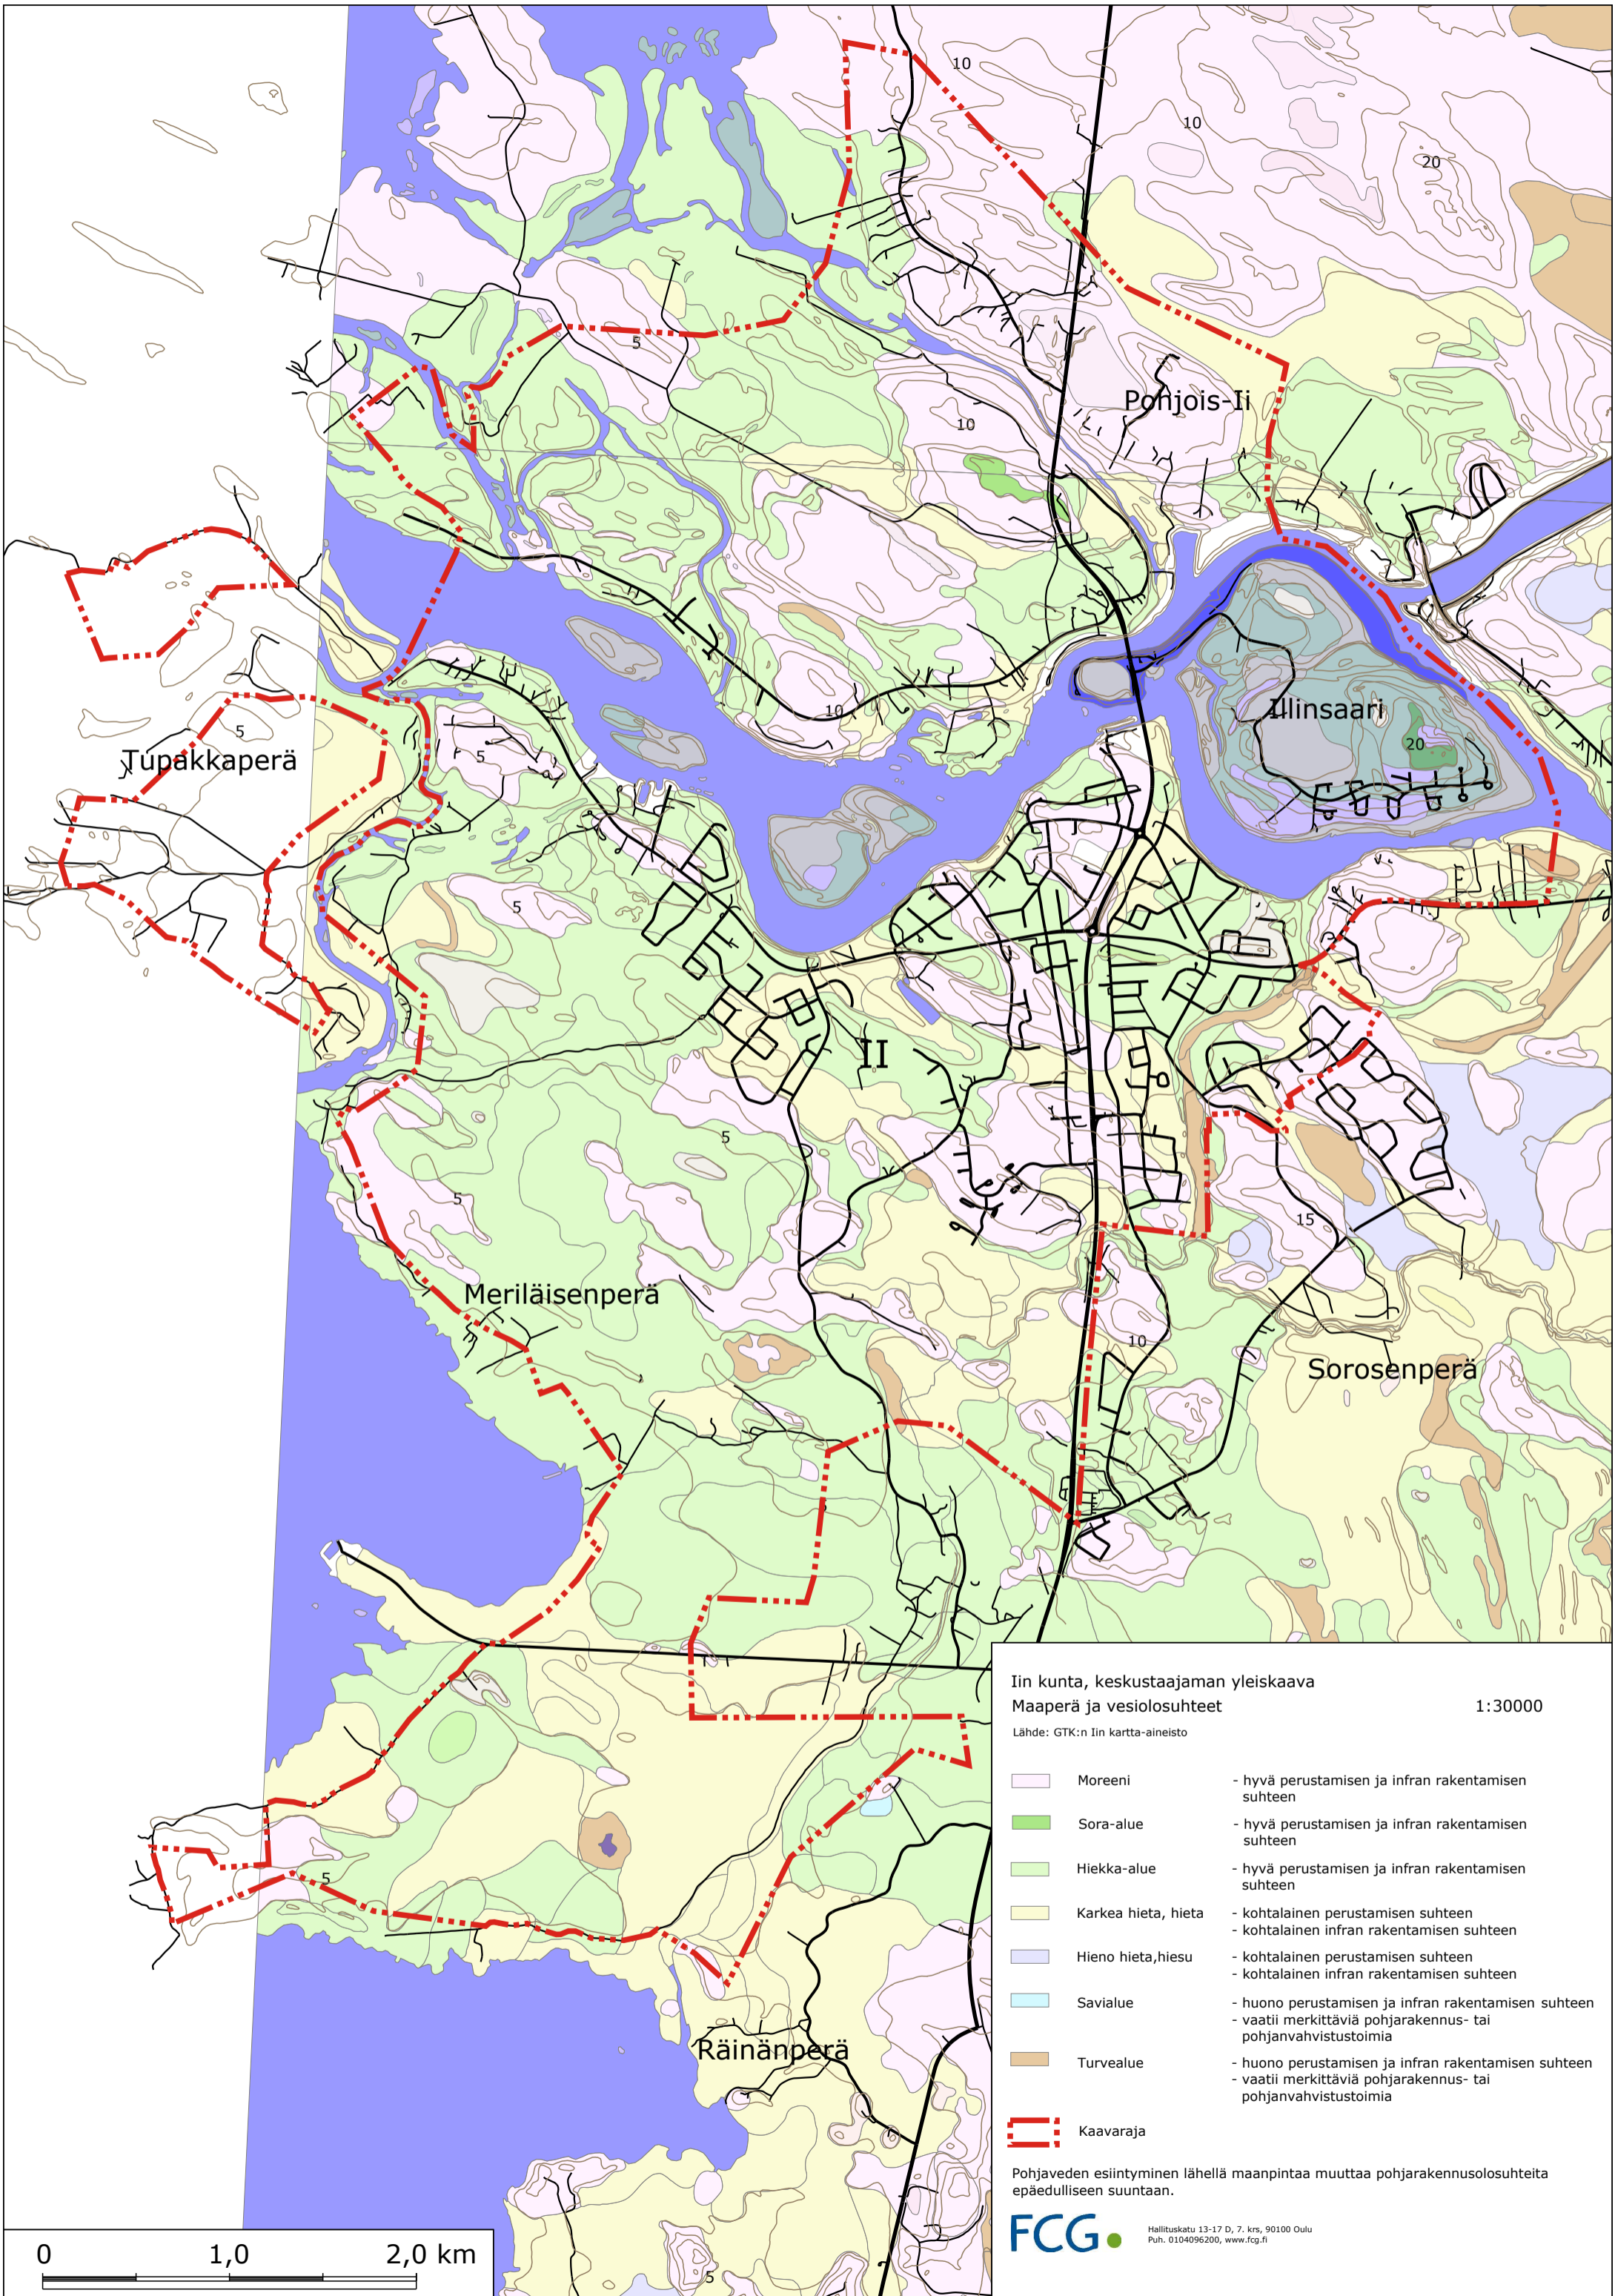 10
10
20
5
Pohjois-Ii
10
Illinsaari
10
5
Tupakkaperä
5
20
5
II
5
5
15
Meriläisenperä
10
Sorosenperä
5
Räinänperä
5
Iin kunta, keskustaajaman yleiskaava
Maaperä ja vesiolosuhteet 1:30000
Lähde: GTK:n Iin kartta-aineisto
Moreeni - hyvä perustamisen ja infran rakentamisen
suhteen
Sora-alue - hyvä perustamisen ja infran rakentamisen
suhteen
Hiekka-alue - hyvä perustamisen ja infran rakentamisen
suhteen
Karkea hieta, hieta - kohtalainen perustamisen suhteen
- kohtalainen infran rakentamisen suhteen
Hieno hieta,hiesu - kohtalainen perustamisen suhteen
- kohtalainen infran rakentamisen suhteen
Savialue - huono perustamisen ja infran rakentamisen suhteen
- vaatii merkittäviä pohjarakennus- tai
pohjanvahvistustoimia
Turvealue - huono perustamisen ja infran rakentamisen suhteen
- vaatii merkittäviä pohjarakennus- tai
pohjanvahvistustoimia
Kaavaraja
Pohjaveden esiintyminen lähellä maanpintaa muuttaa pohjarakennusolosuhteita
epäedulliseen suuntaan.
FCG
Hallituskatu 13-17 D, 7. krs, 90100 Oulu
Puh. 0104096200, www.fcg.fi
0 1,0 2,0 km